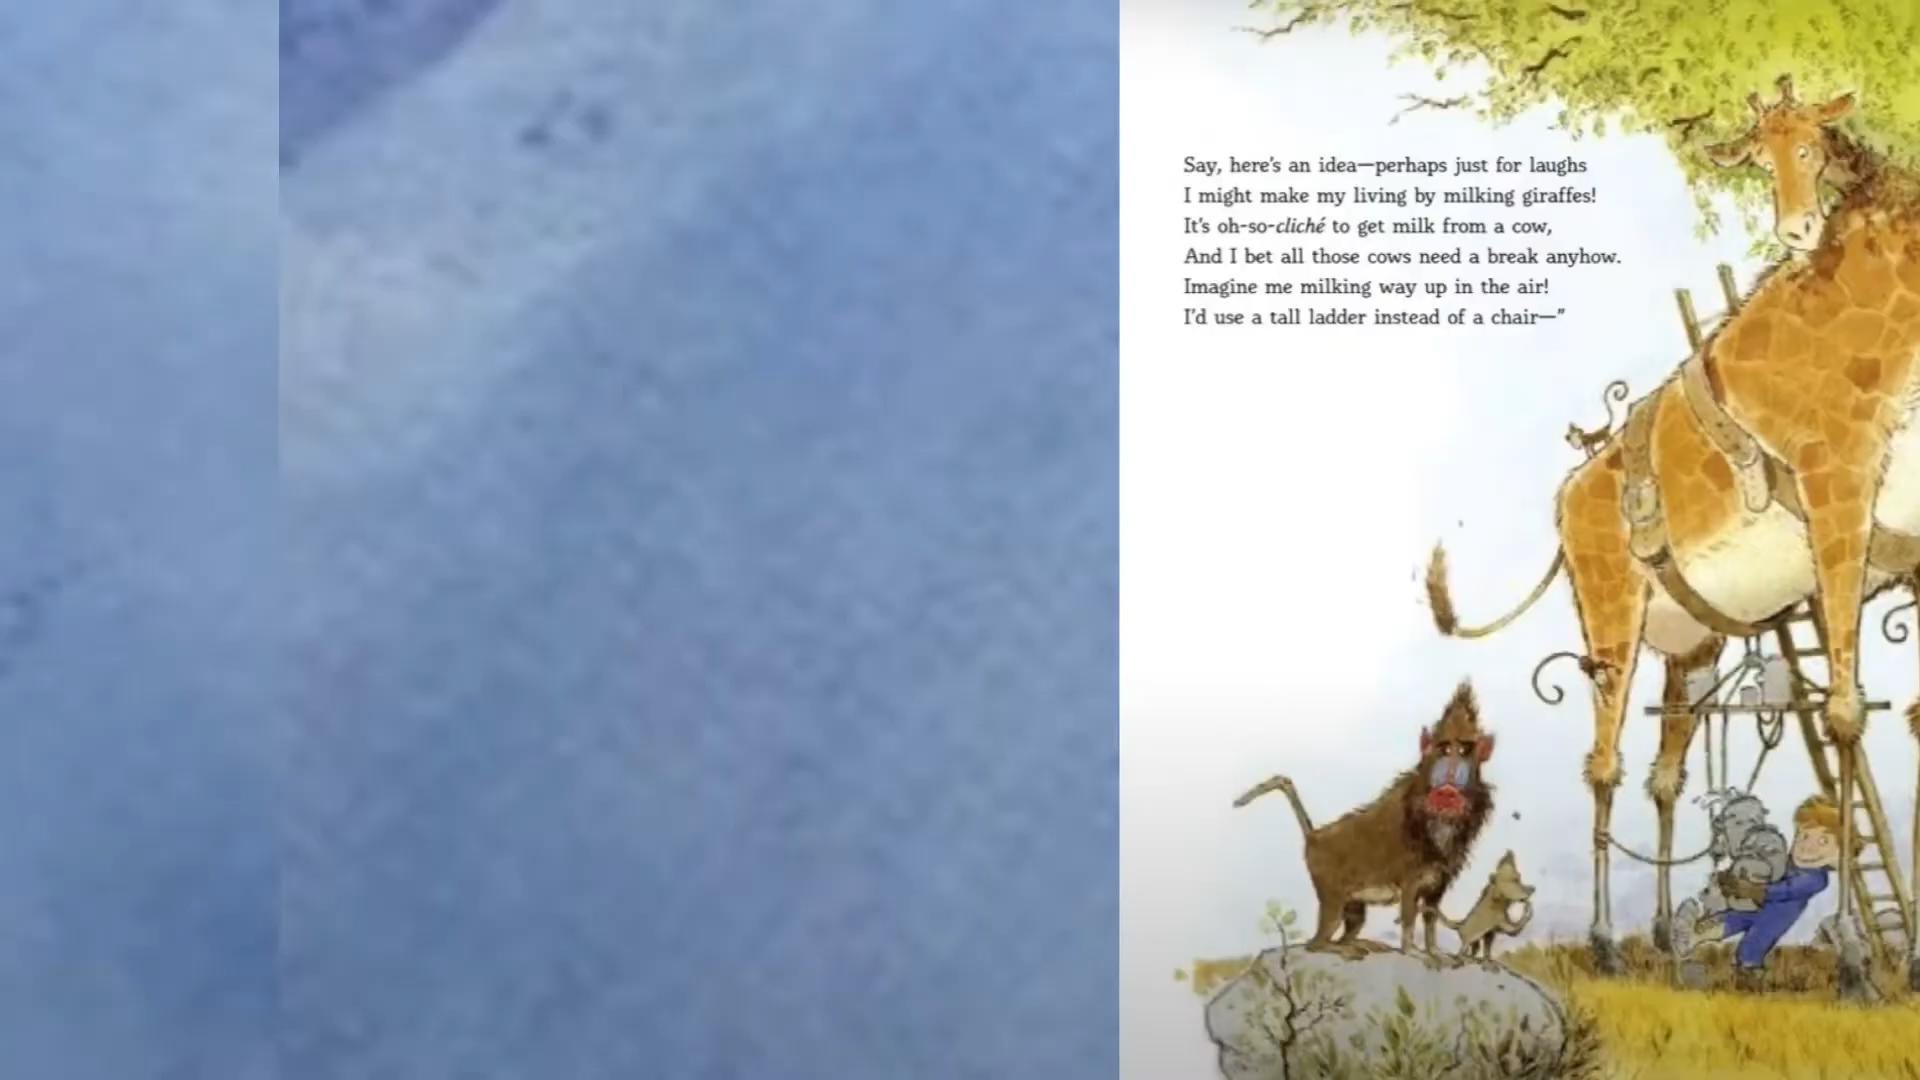 Say, here's an idea—perhaps just for laughs
I might make my living by milking giraffes!
It's oh-so-cliché to get milk from a cow,
And I bet all those cows need a break anyhow.
Imagine me milking way up in the air!
I'd use a tall ladder instead of a chair—”